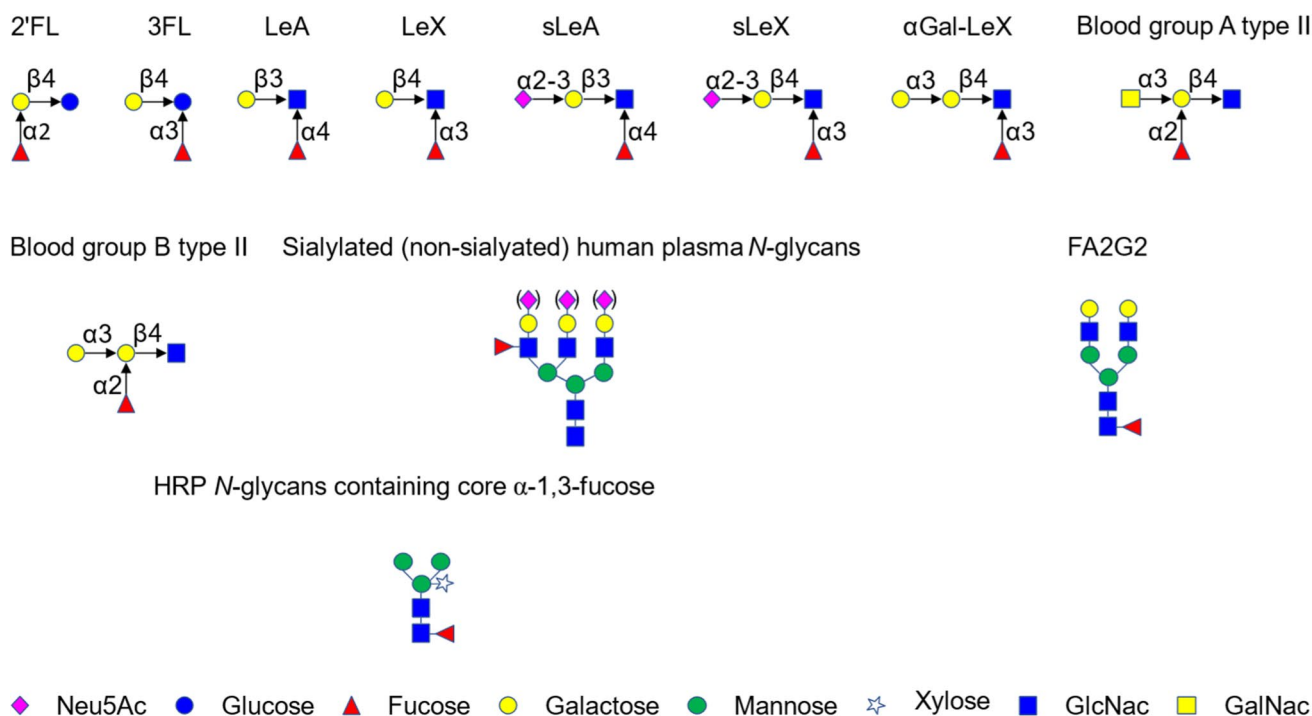 2'FL 3FL LeA LeX sLeA sLeX αGal-LeX Blood group A type II
β4 β4 β3 β4 α2-3 β3 α2-3 β4 α3 β4 α3 β4
α2 α3 α4 α3 α4 α3 α3 α2
Blood group B type II Sialylated (non-sialyated) human plasma N-glycans FA2G2
( ) ( ) ( )
α3 β4
α2
HRP N-glycans containing core α-1,3-fucose
Neu5Ac Glucose Fucose Galactose Mannose Xylose GlcNac GalNac